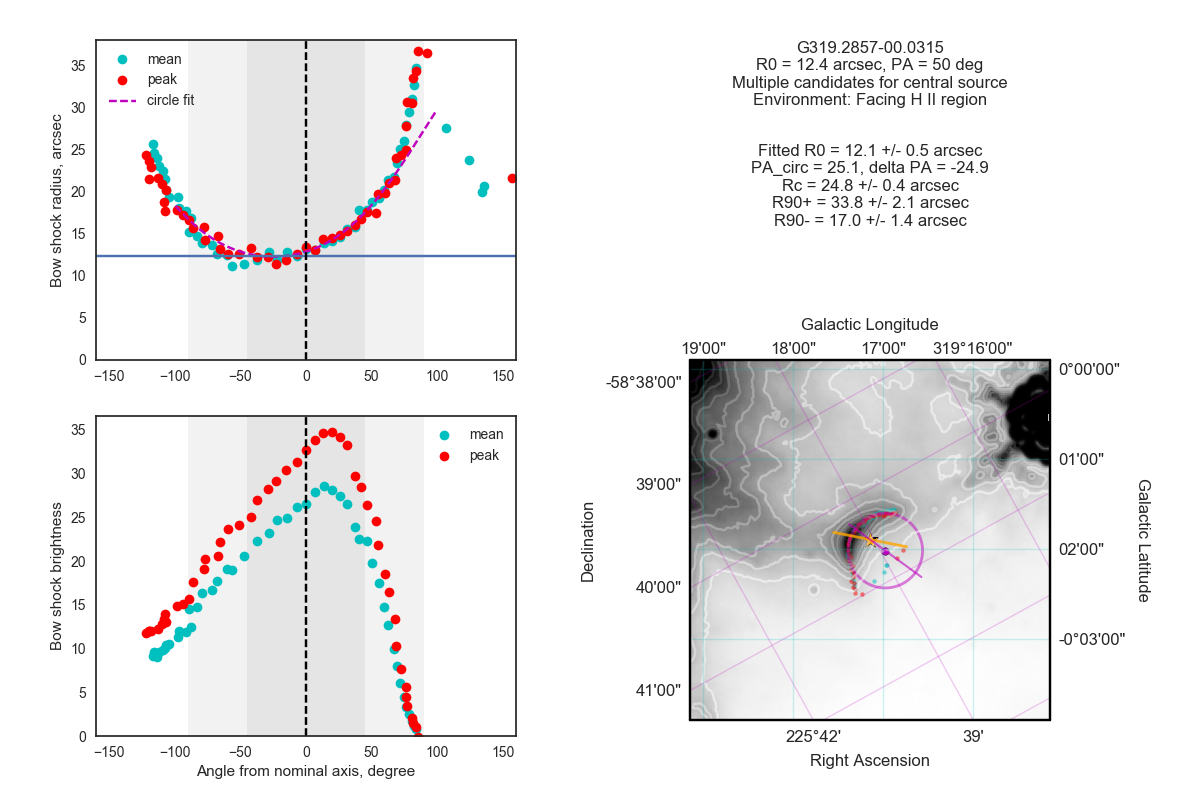 Bow shock radius, arcsec
35
30
25
20
15
10
5
0
mean
peak
circle fit
−150
−100
−50
0
50
100
150
Bow shock brightness
35
30
25
20
15
10
5
0
mean
peak
−150
−100
−50
0
50
100
150
Angle from nominal axis, degree
G319.2857-00.0315
R0 = 12.4 arcsec, PA = 50 deg
Multiple candidates for central source
Environment: Facing H II region
Fitted R0 = 12.1 +/- 0.5 arcsec
PA_circ = 25.1, delta PA = -24.9
Rc = 24.8 +/- 0.4 arcsec
R90+ = 33.8 +/- 2.1 arcsec
R90- = 17.0 +/- 1.4 arcsec
Galactic Longitude
19'00" 18'00" 17'00" 319°16'00"
-58°38'00"
39'00"
40'00"
41'00"
Declination
0°00'00"
01'00"
02'00"
-0°03'00"
Galactic Latitude
225°42' 39'
Right Ascension